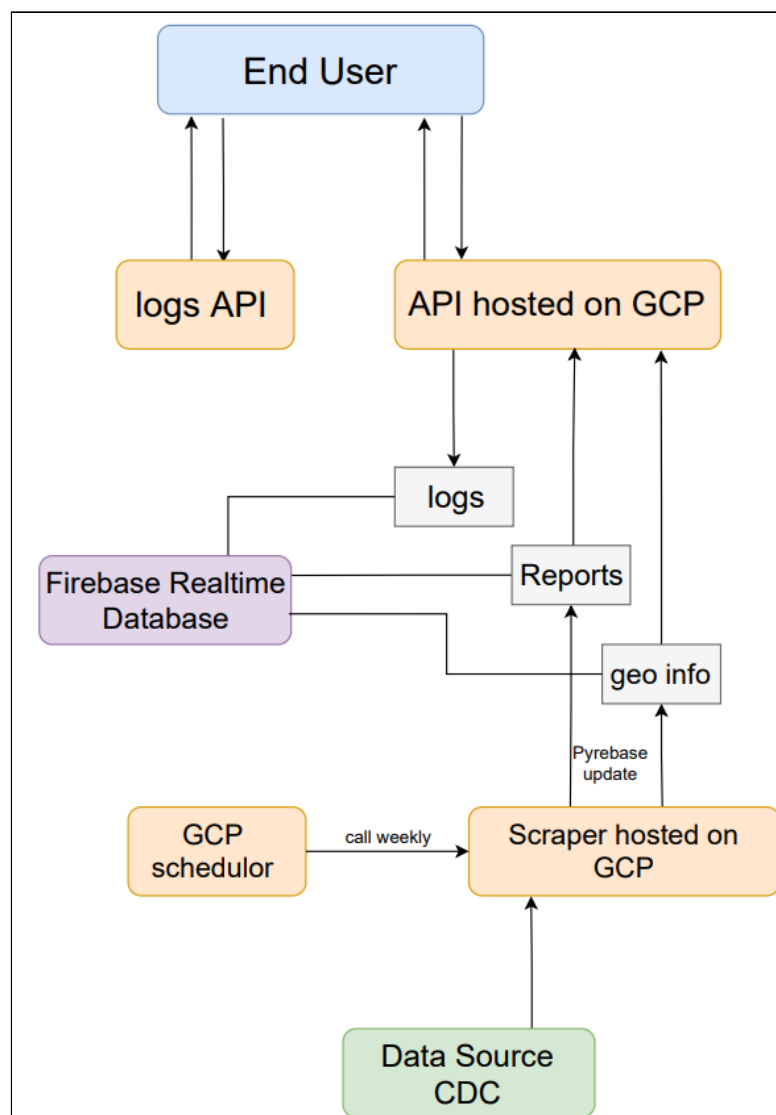 End User
logs API
API hosted on GCP
logs
Firebase Realtime
Database
Reports
geo info
Pyrebase
update
GCP
schedulor
call weekly
Scraper hosted on
GCP
Data Source
CDC